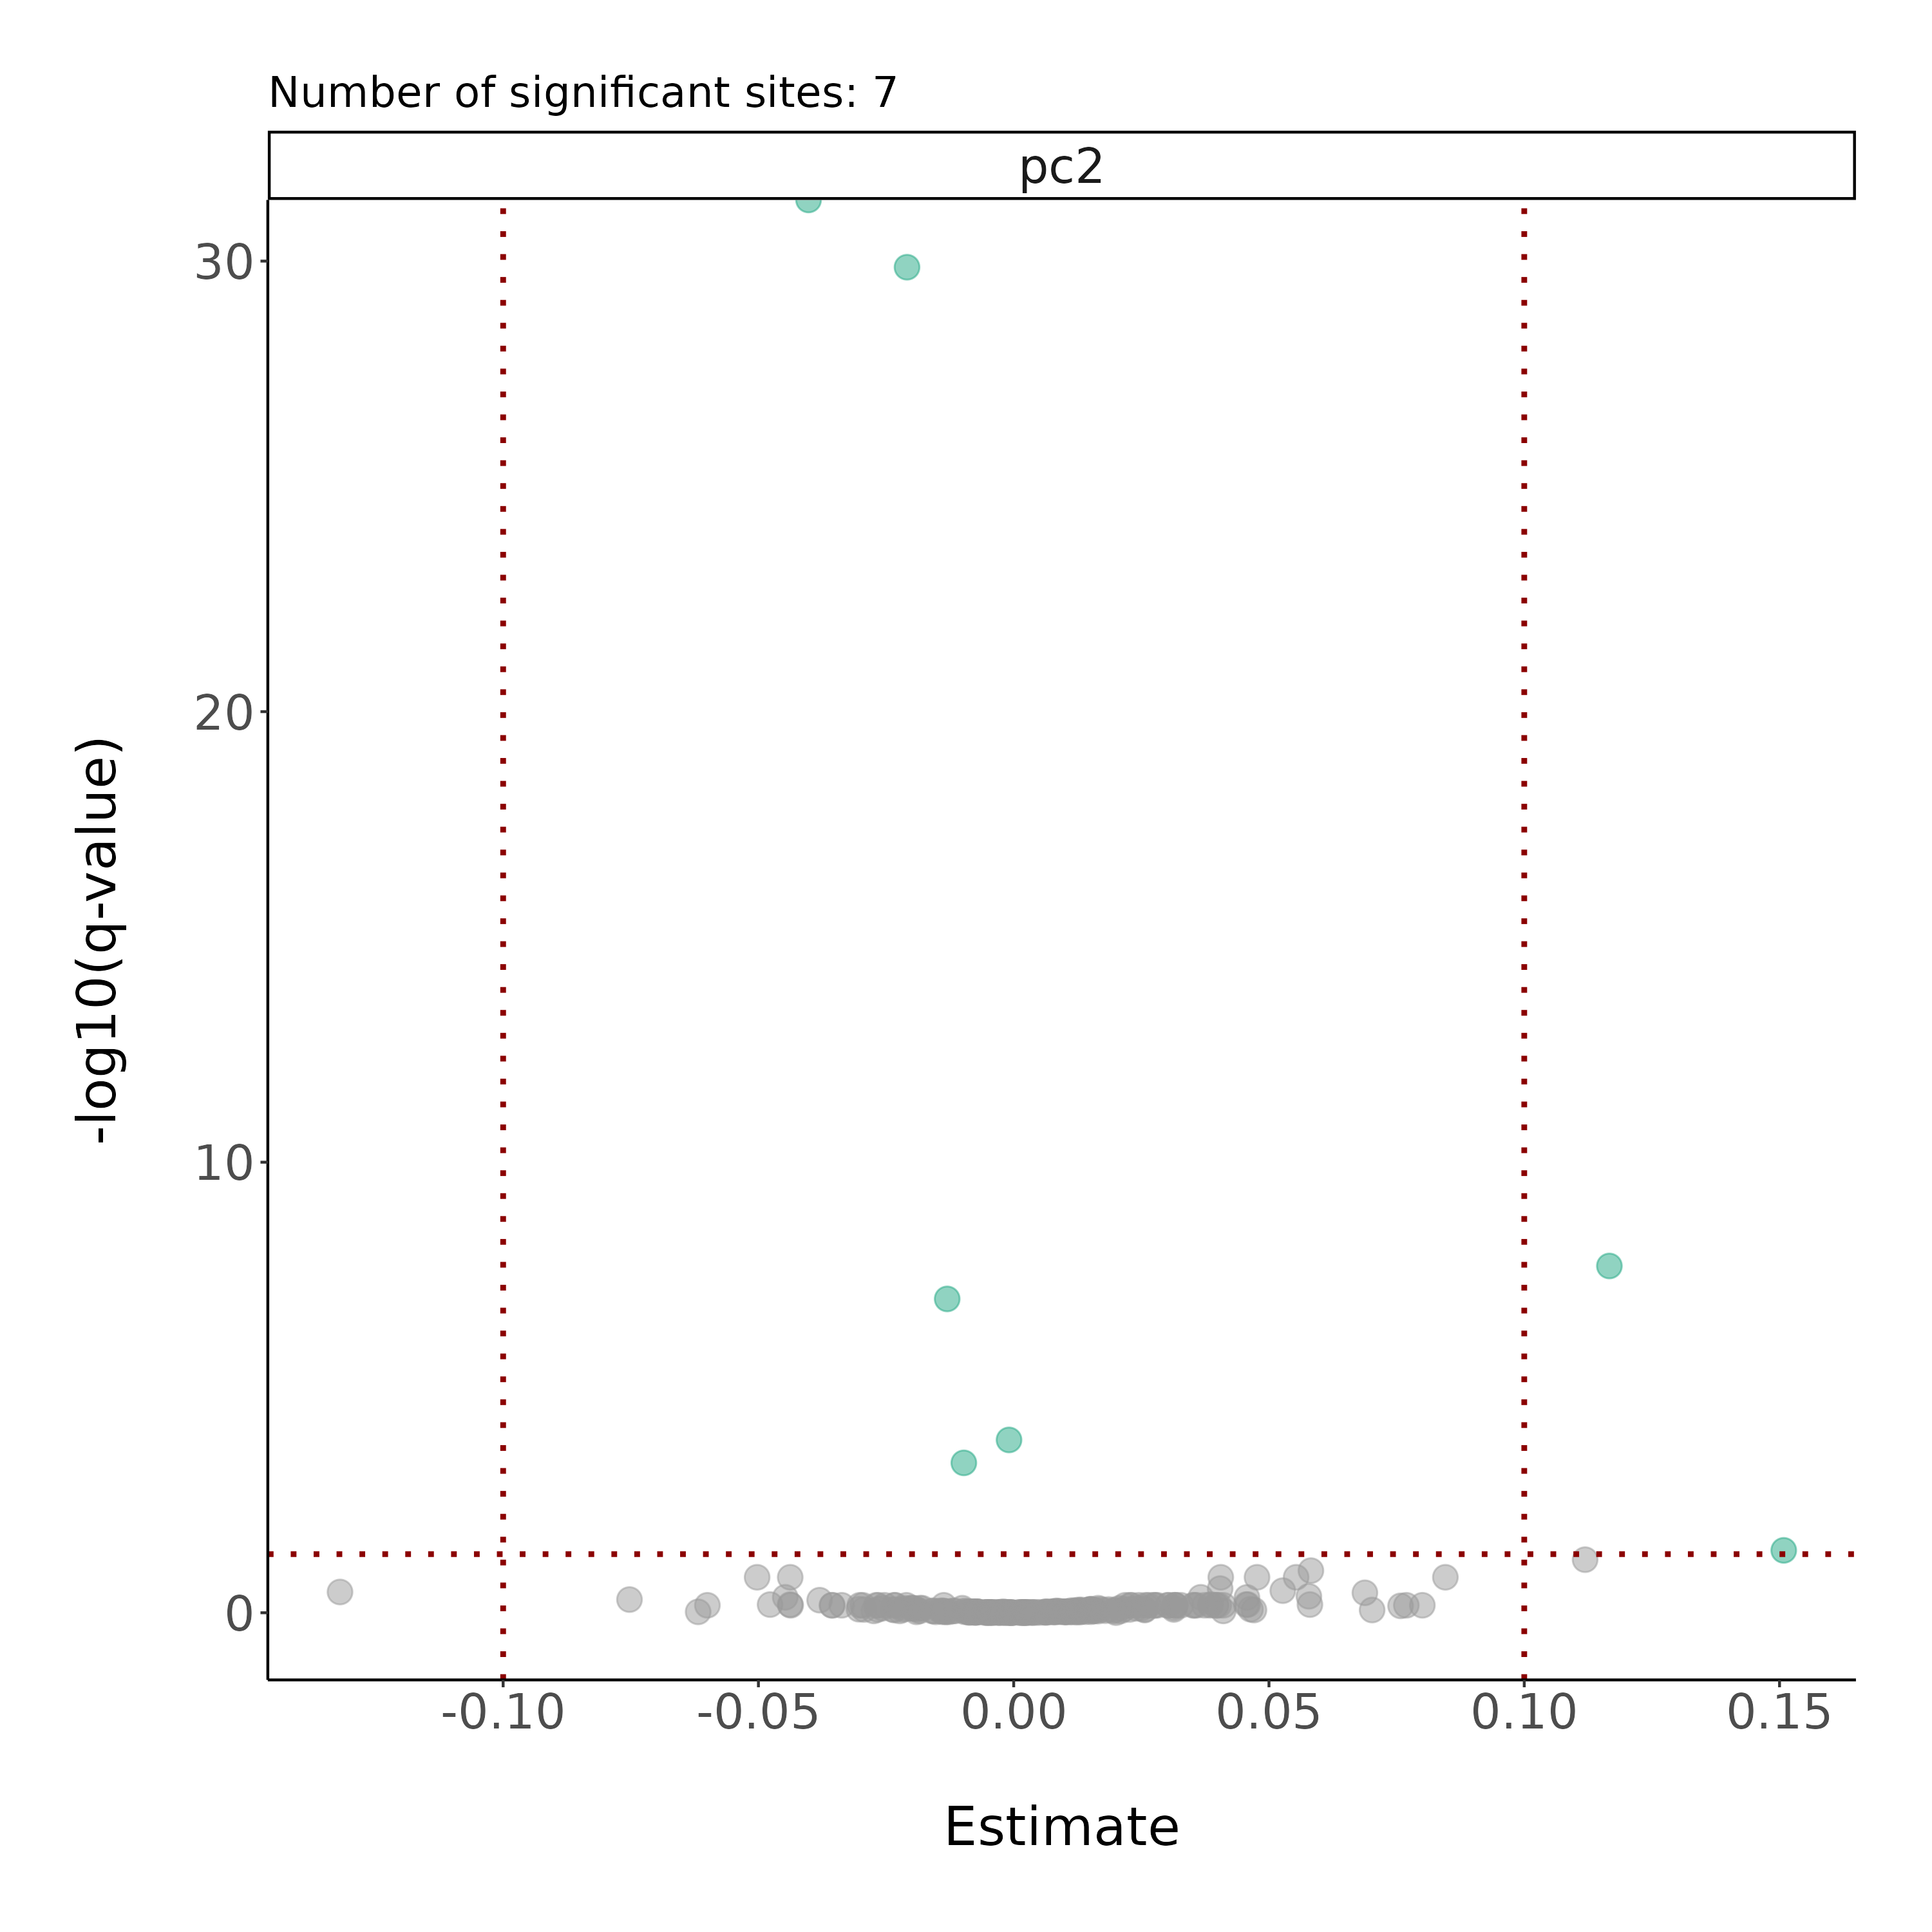 Number of significant sites: 7
pc2
30
20
10
0
-log10(q-value)
-0.10
-0.05
0.00
0.05
0.10
0.15
Estimate